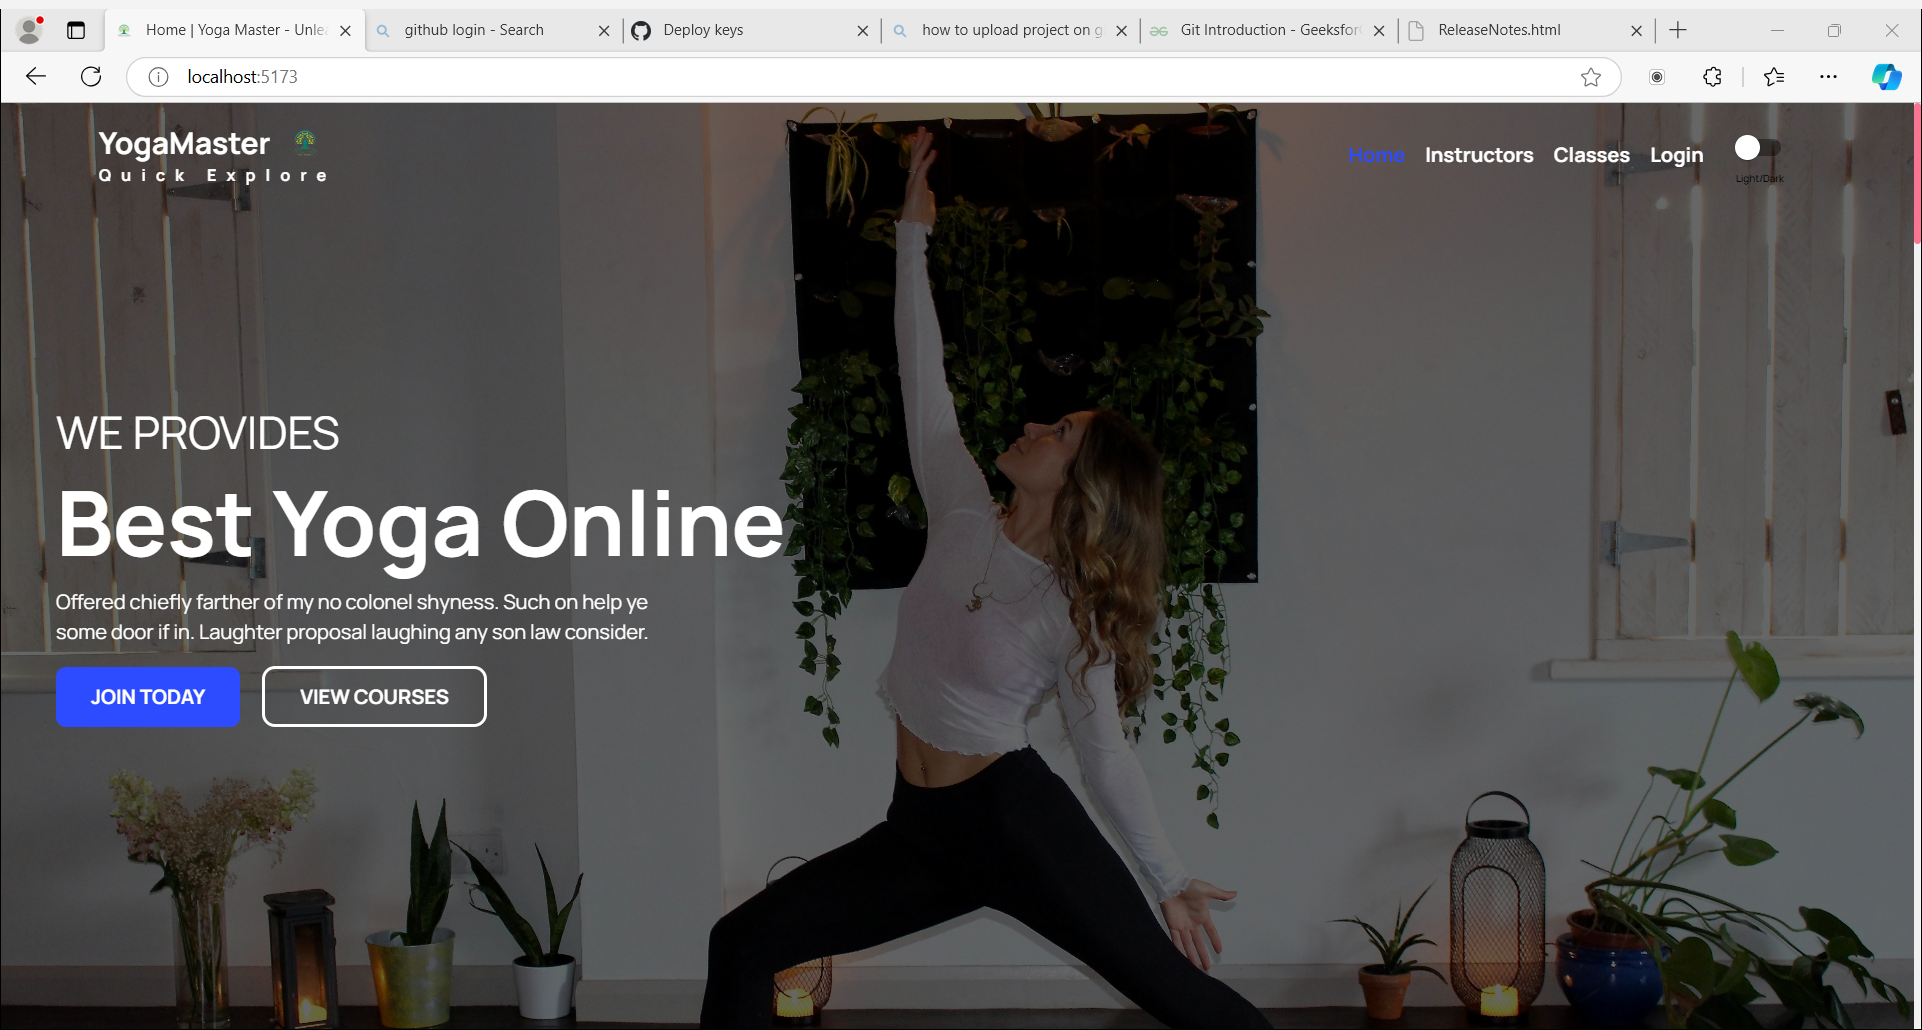 Home | Yoga Master - Unlea
github login - Search
Deploy keys
how to upload project on g
Git Introduction - Geeksfor
ReleaseNotes.html
localhost:5173
YogaMaster
Quick Explore
Home
Instructors
Classes
Login
Light/Dark
WE PROVIDES
Best Yoga Online
Offered chiefly farther of my no colonel shyness. Such on help ye
some door if in. Laughter proposal laughing any son law consider.
JOIN TODAY
VIEW COURSES